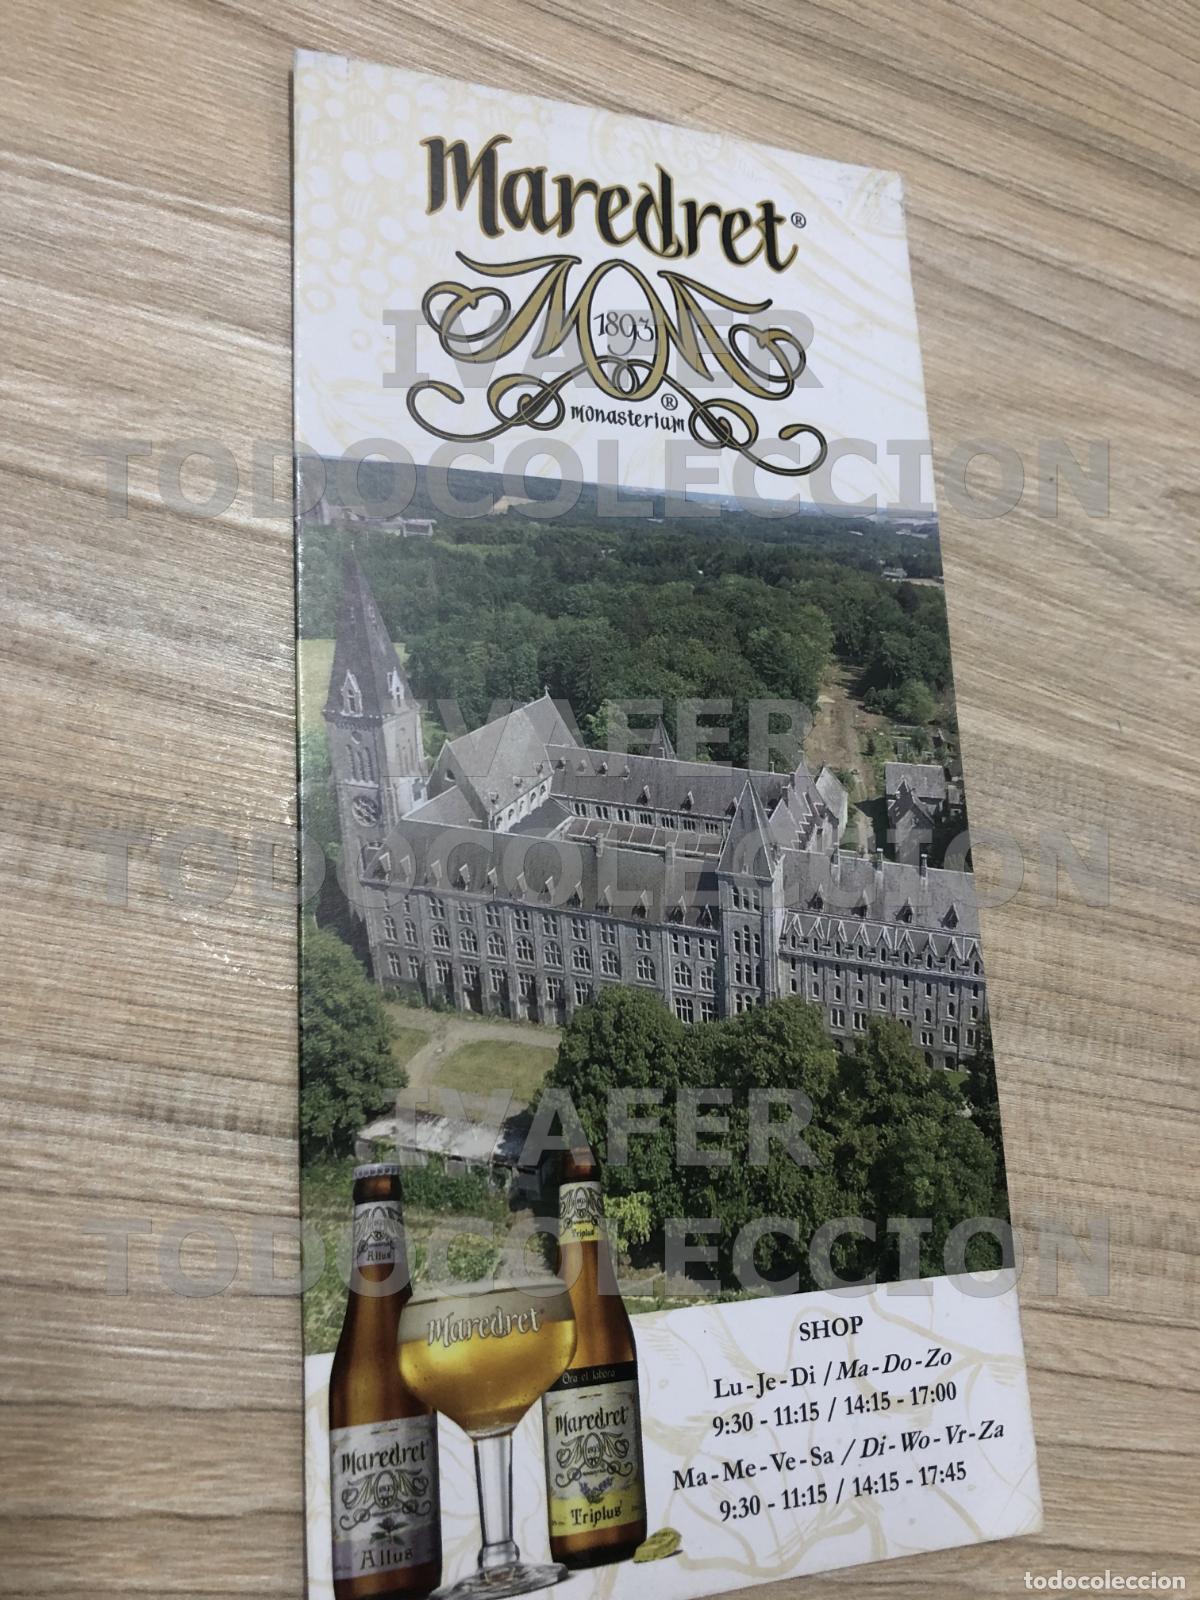 Maredret®
1893
Monasterium®
IVAFER
TODOCOLECCION
IVAFER
TODOCOLECCION
IVAFER
TODOCOLECCION
Altus
Triplus
Maredret
Ora et labora
Maredret
Maredret
Altus
Triplus
SHOP
Lu-Je-Di / Ma-Do-Zo
9:30 - 11:15 / 14:15 - 17:00
Ma-Me-Ve-Sa / Di-Wo-Vr-Za
9:30 - 11:15 / 14:15 - 17:45
todocoleccion